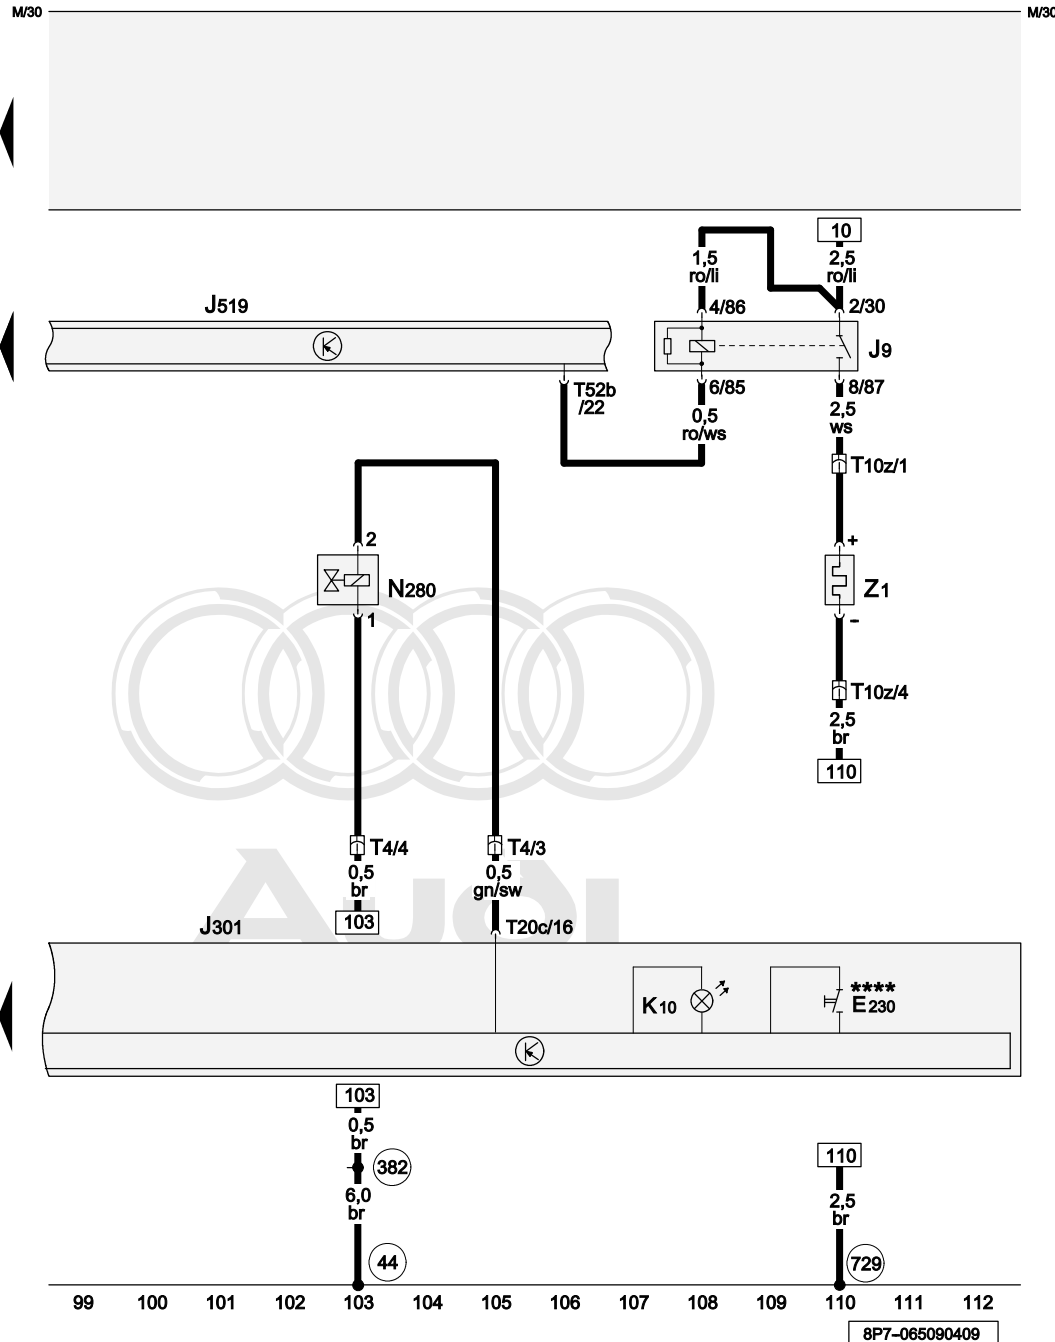 M/30
M/30
10
1,5
ro/li
2,5
ro/li
4/86
2/30
J519
J9
T52b
/22
6/85
8/87
0,5
ro/ws
2,5
ws
T10z/1
2
+
N280
Z1
1
-
T10z/4
2,5
br
110
T4/4
T4/3
0,5
br
0,5
gn/sw
103
J301
T20c/16
Audi
K10
****
E230
103
0,5
br
382
110
6,0
br
2,5
br
44
729
99 100 101 102 103 104 105 106 107 108 109 110 111 112
8P7-065090409